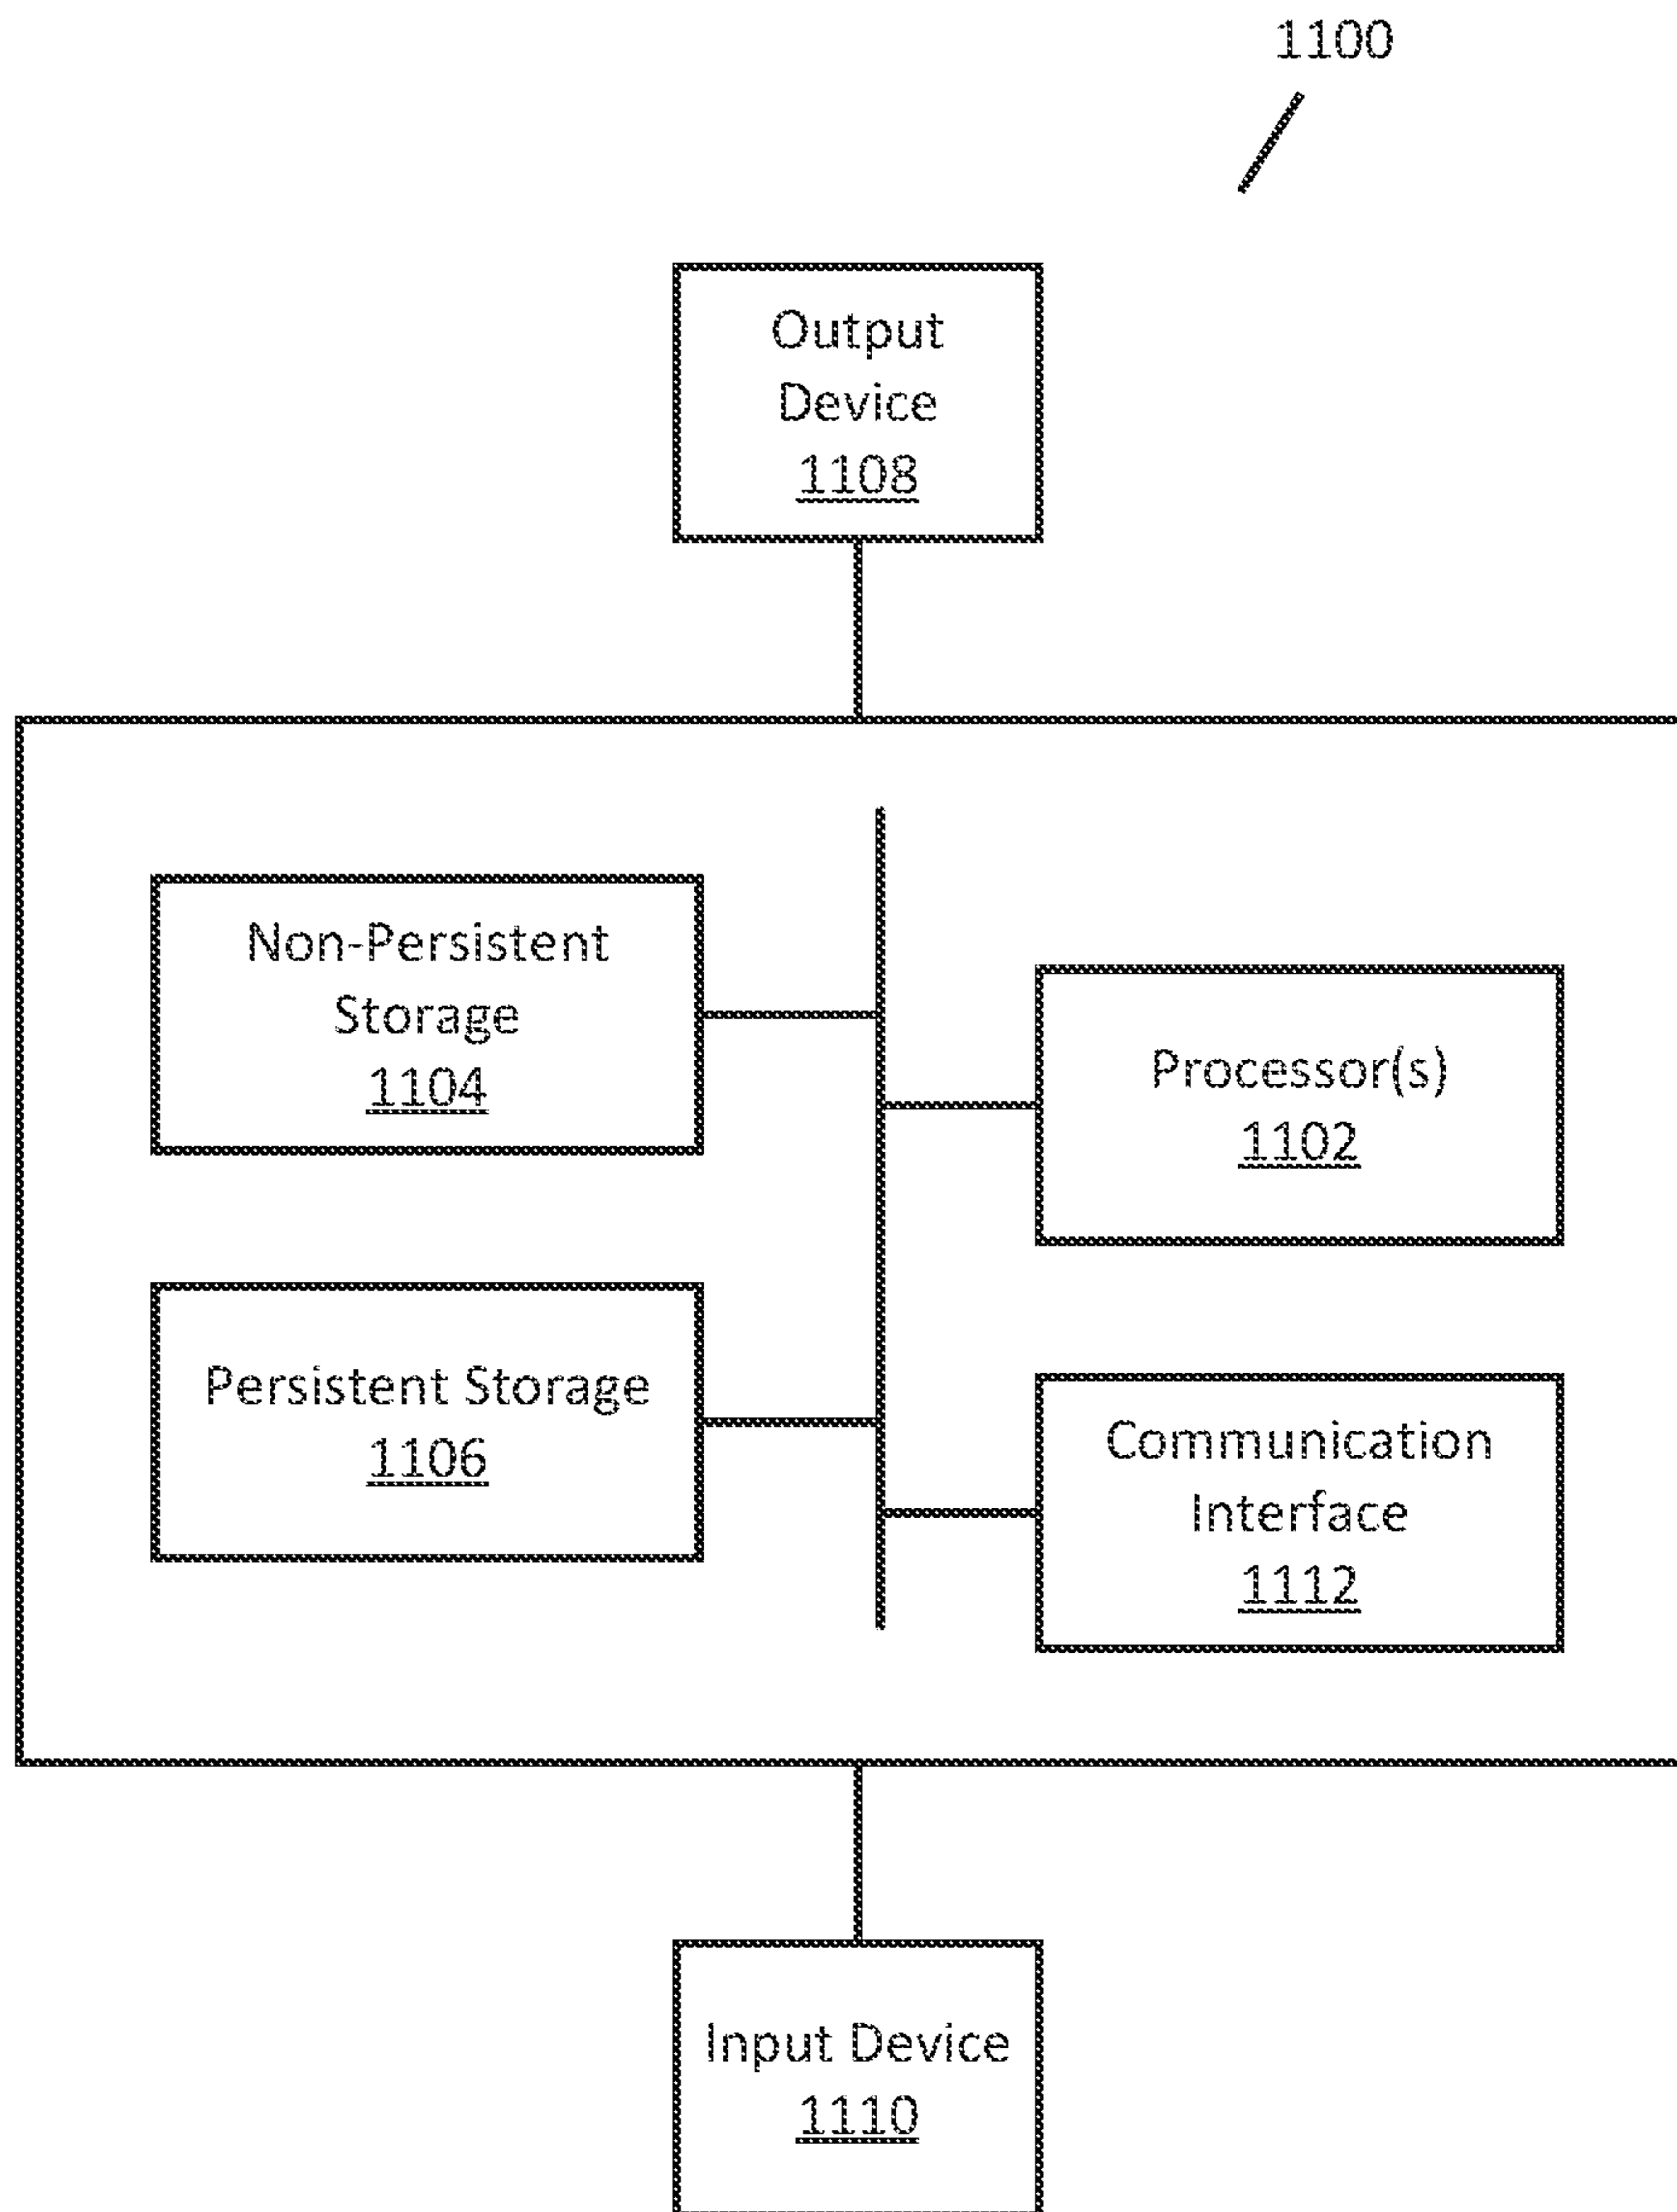 1100
Output
Device
1108
Non-Persistent
Storage
1104
Processor(s)
1102
Persistent Storage
1106
Communication
Interface
1112
Input Device
1110